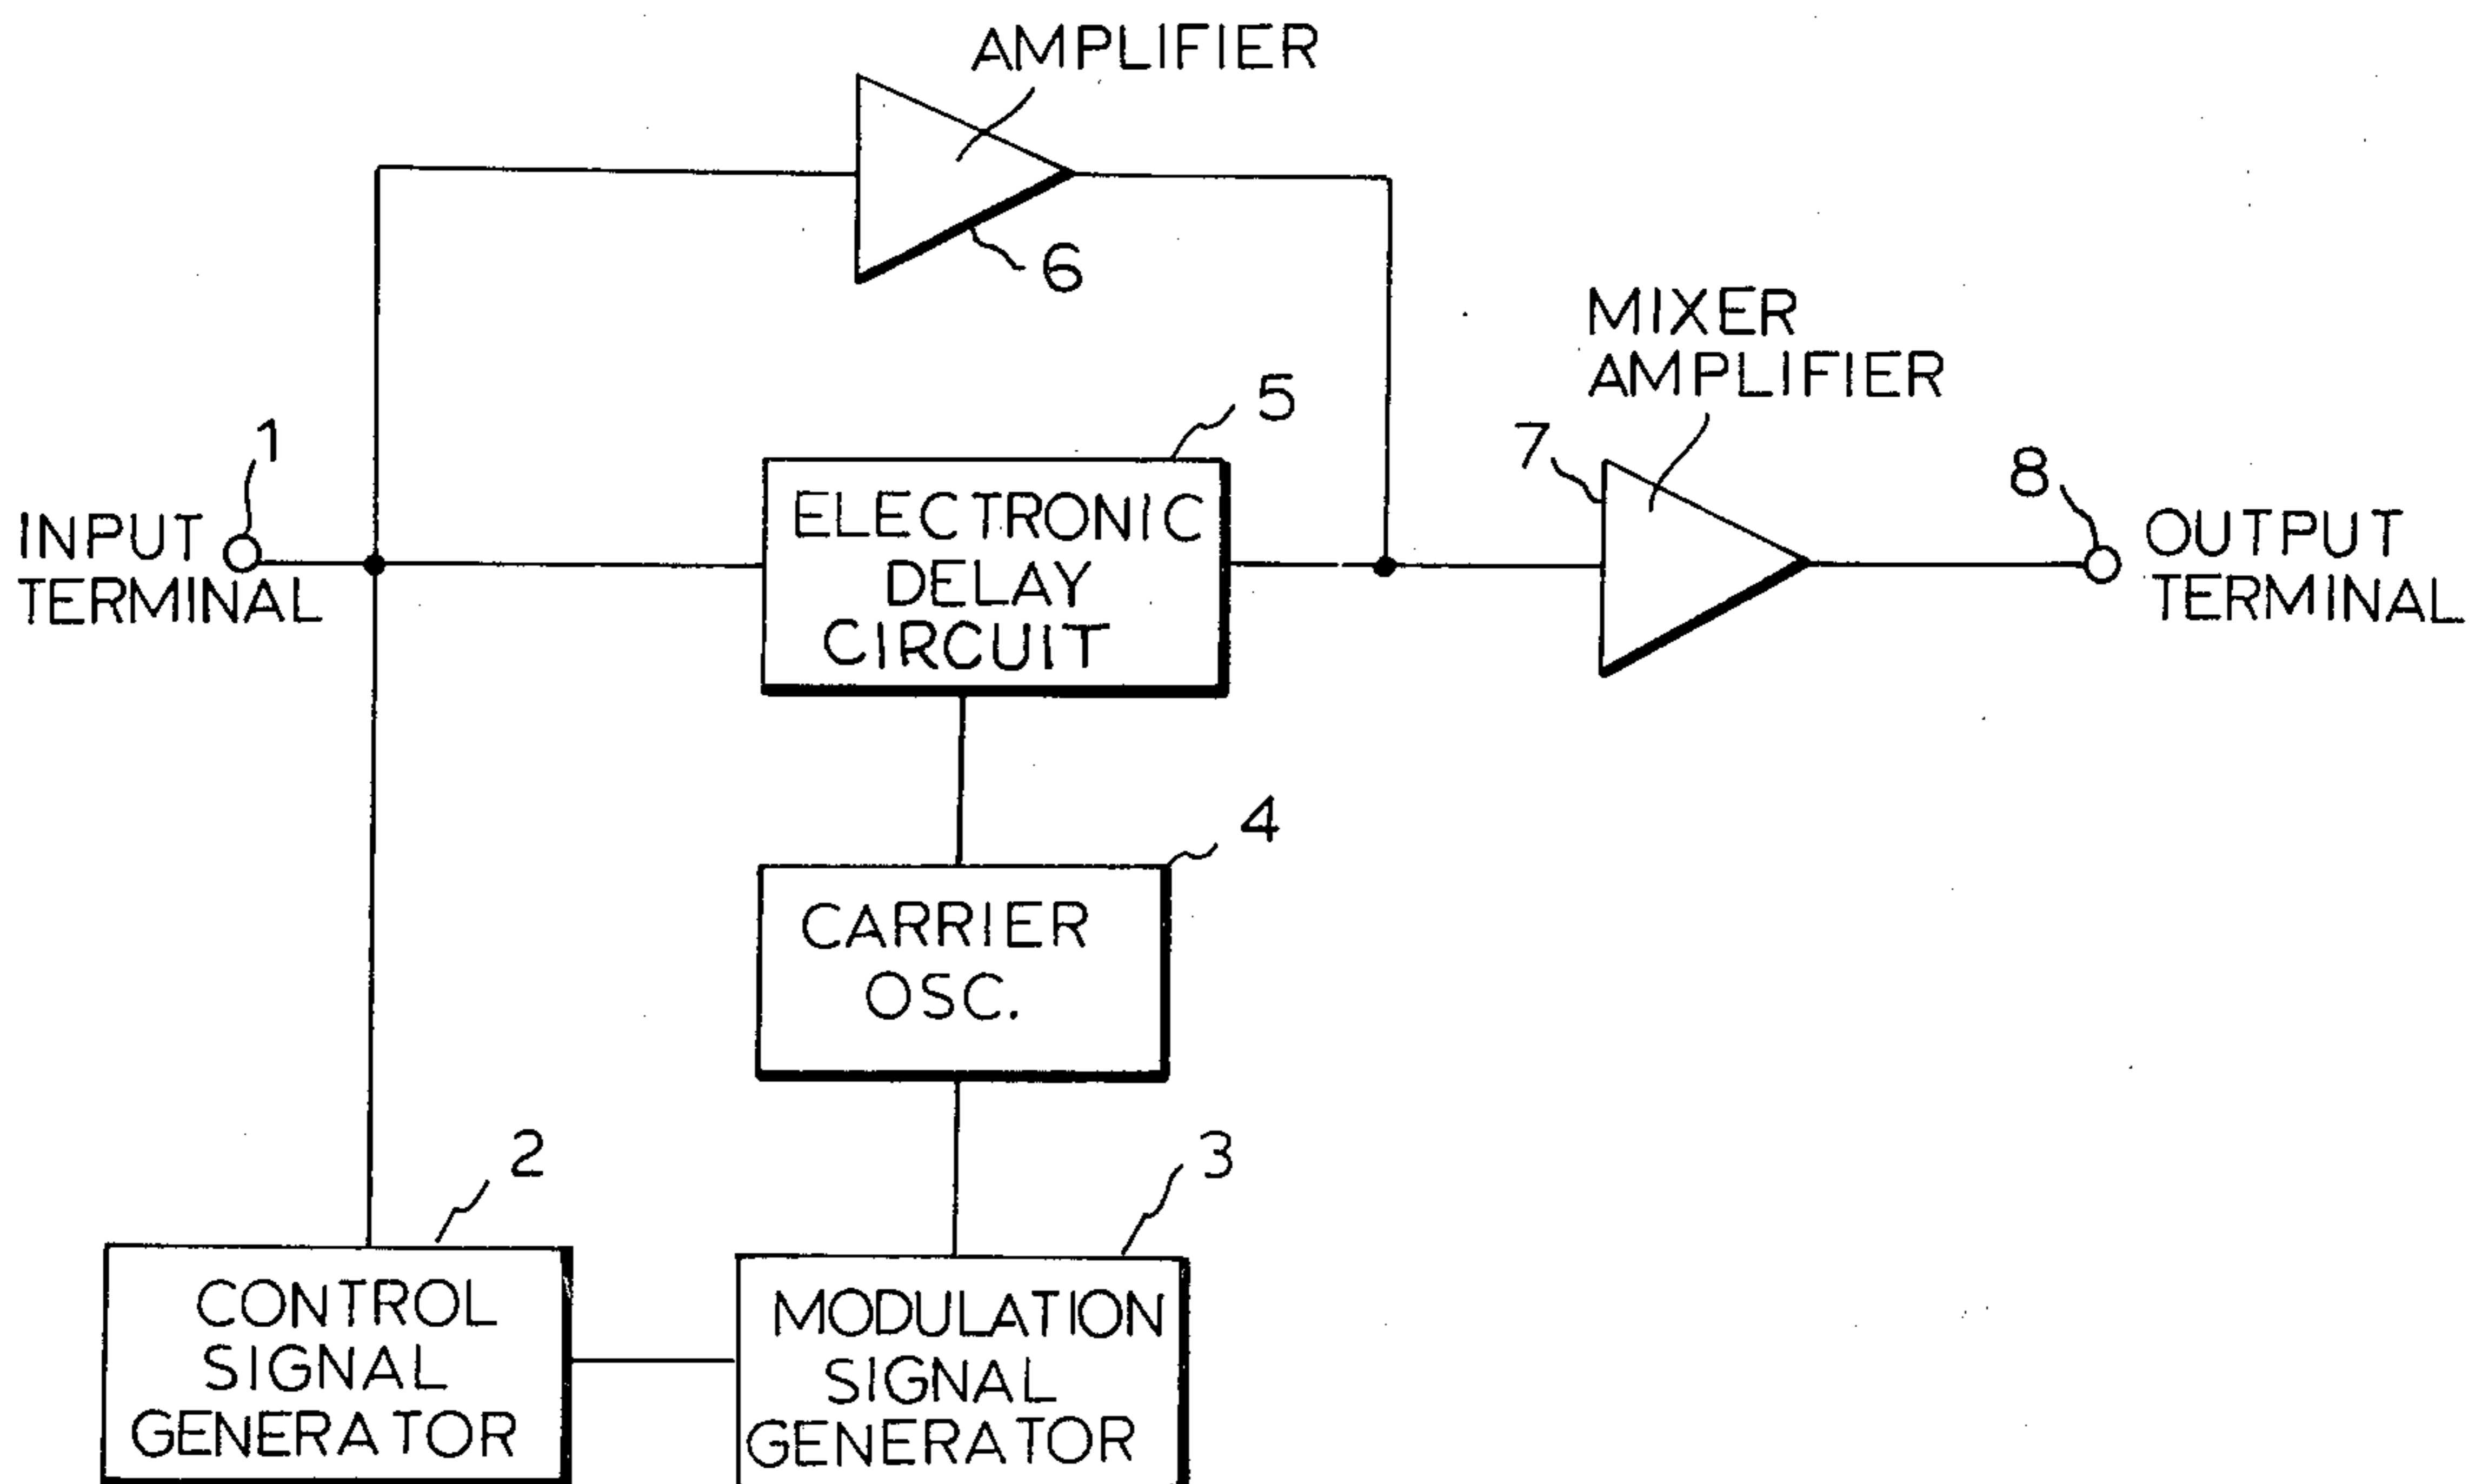 AMPLIFIER
6
MIXER
AMPLIFIER
5
1
7
8
INPUT
TERMINAL
ELECTRONIC
DELAY
CIRCUIT
OUTPUT
TERMINAL
4
CARRIER
OSC.
2
3
CONTROL
SIGNAL
GENERATOR
MODULATION
SIGNAL
GENERATOR